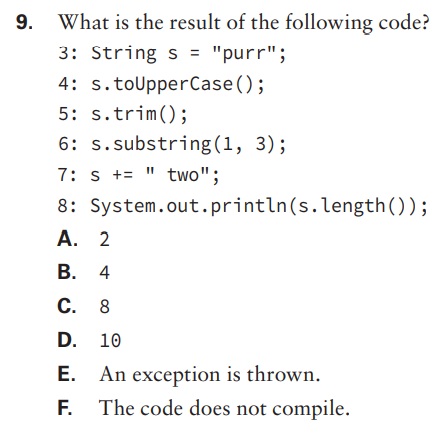 9. What is the result of the following code?
3: String s = "purr";
4: s.toUpperCase();
5: s.trim();
6: s.substring(1, 3);
7: s += " two";
8: System.out.println(s.length());
A. 2
B. 4
C. 8
D. 10
E. An exception is thrown.
F. The code does not compile.